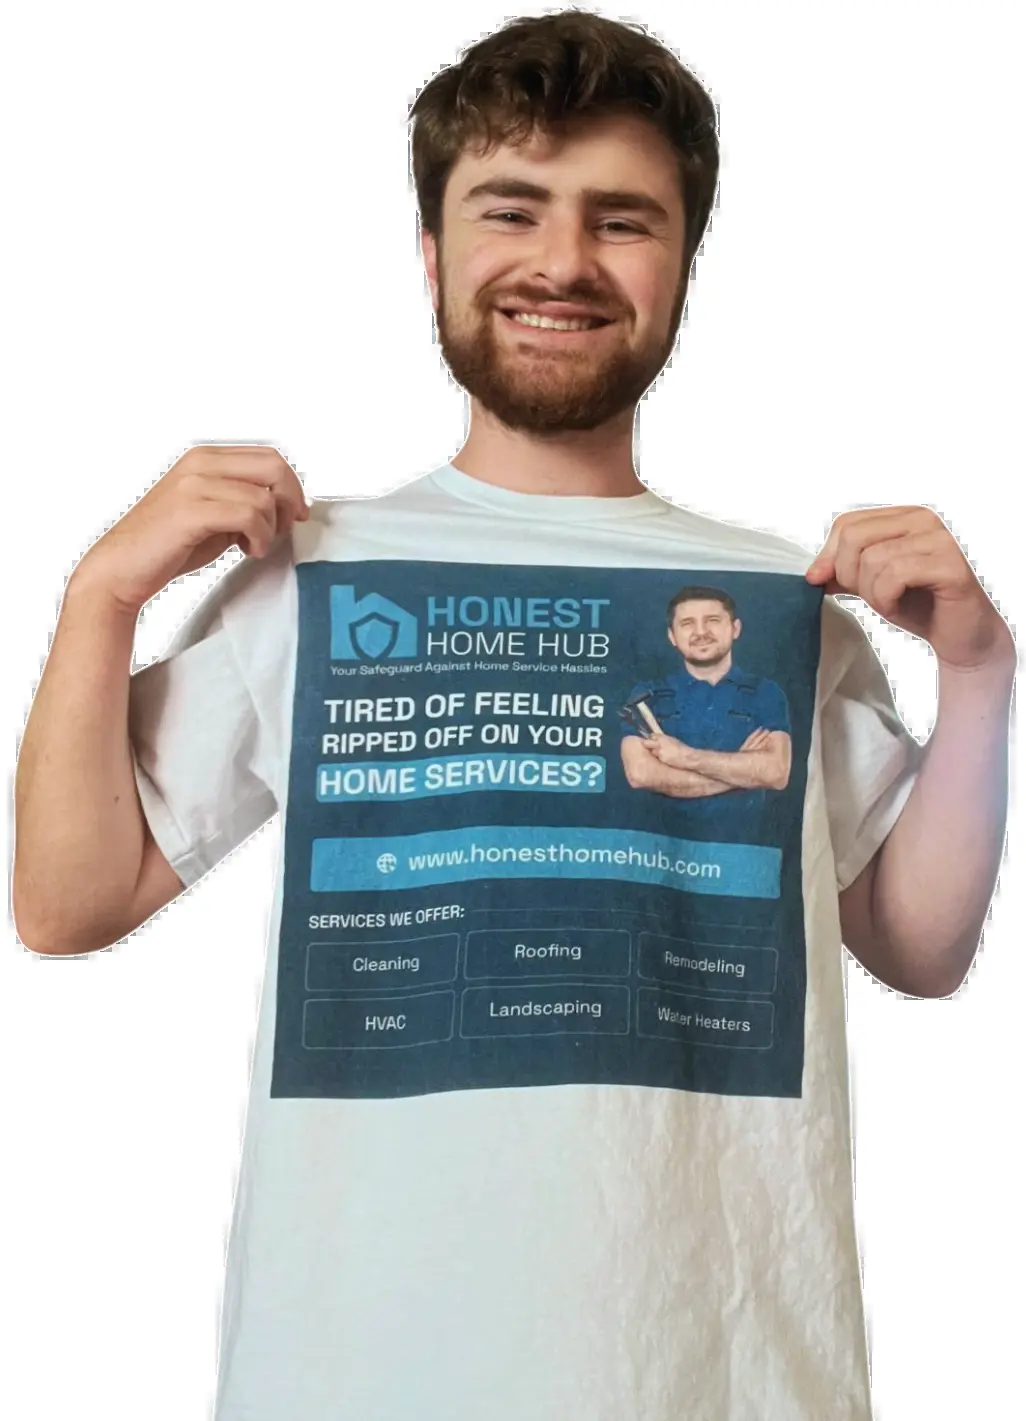 HONEST
HOME HUB
Your Safeguard Against Home Service Hassles
TIRED OF FEELING
RIPPED OFF ON YOUR
HOME SERVICES?
www.honesthomehub.com
SERVICES WE OFFER:
Cleaning Roofing Remodeling
HVAC Landscaping Water Heaters